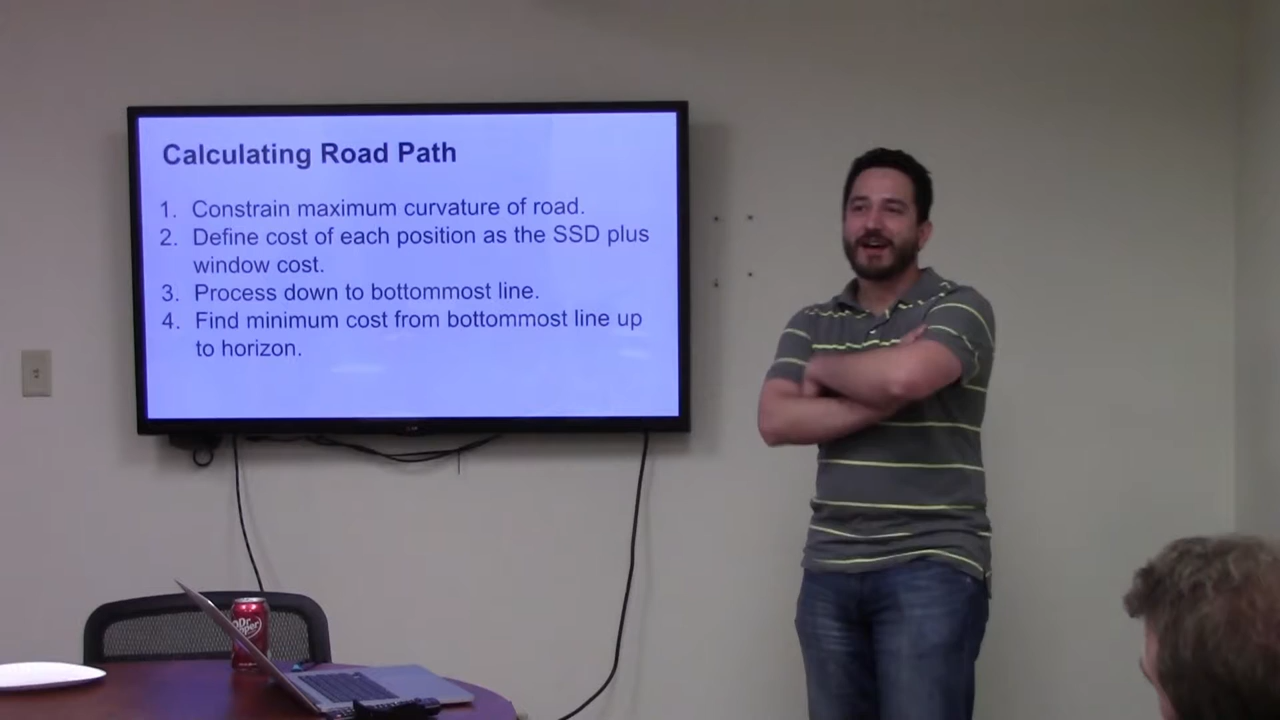 Calculating Road Path
1. Constrain maximum curvature of road.
2. Define cost of each position as the SSD plus
window cost.
3. Process down to bottommost line.
4. Find minimum cost from bottommost line up
to horizon.
Dr